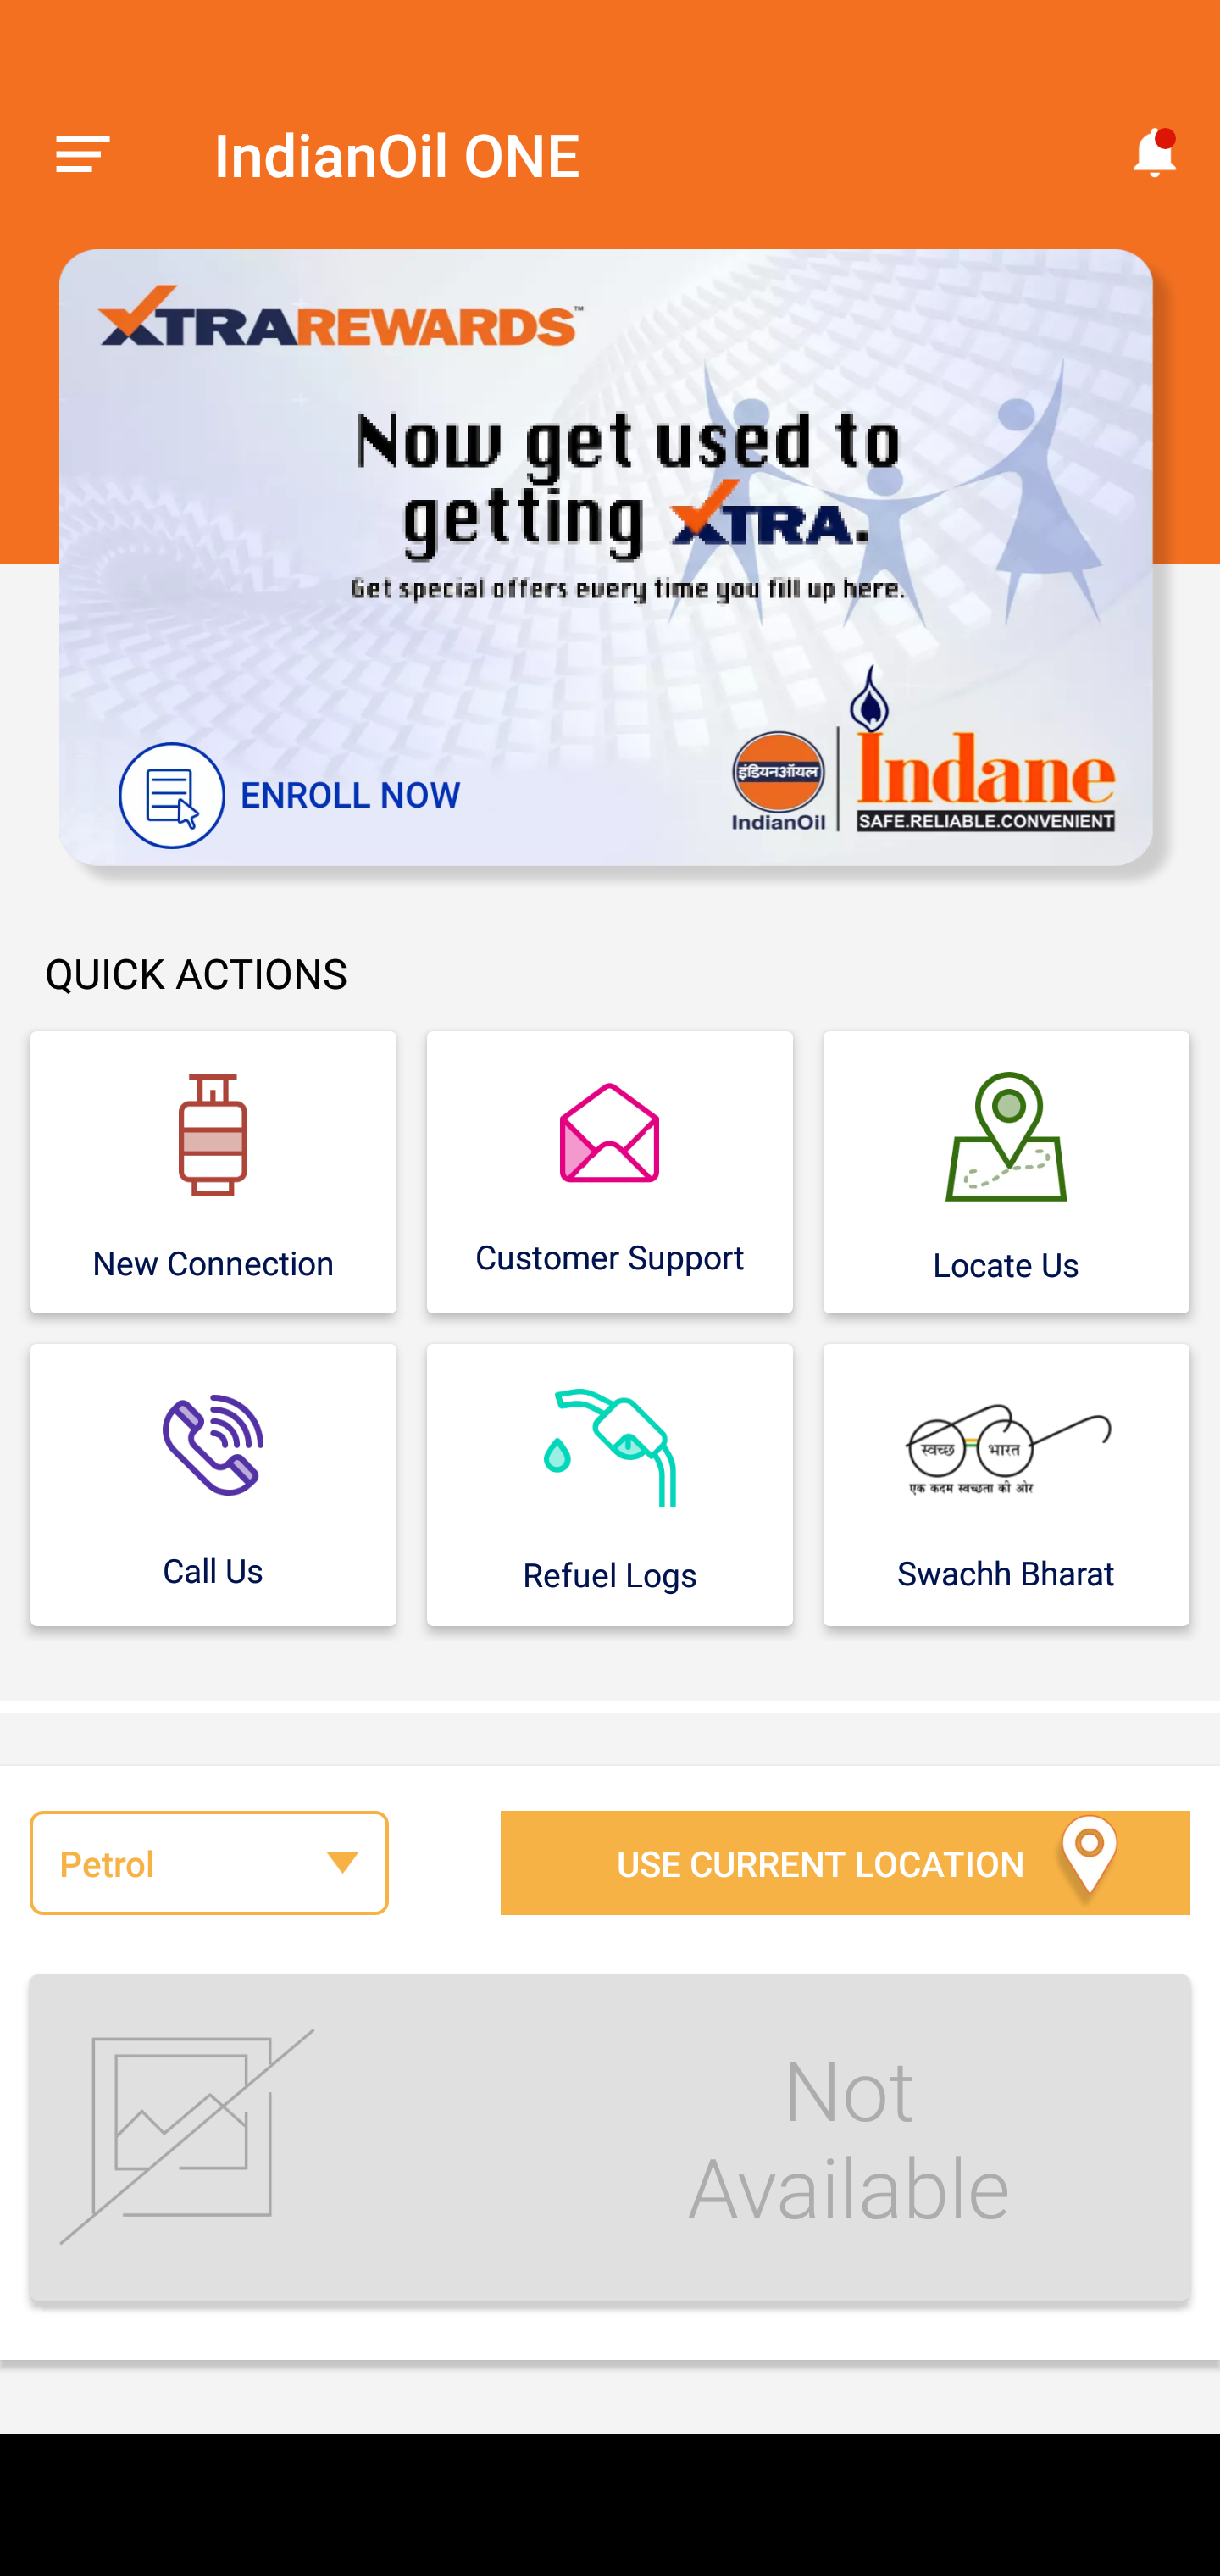 IndianOil ONE
XTRAREWARDS™
Now get used to
getting XTRA.
Get special offers every time you fill up here.
ENROLL NOW
इंडियनऑयल
IndianOil
Indane
SAFE.RELIABLE.CONVENIENT
QUICK ACTIONS
New Connection
Customer Support
Locate Us
स्वच्छ भारत
एक कदम स्वच्छता की ओर
Call Us
Refuel Logs
Swachh Bharat
Petrol
USE CURRENT LOCATION
Not
Available